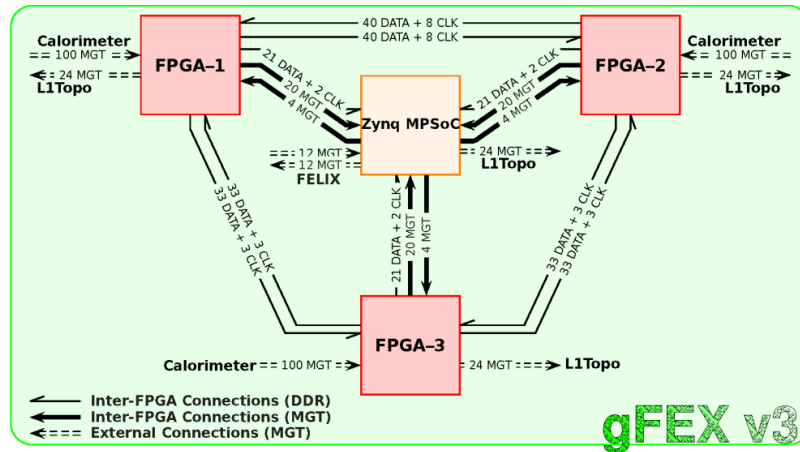 40 DATA + 8 CLK
40 DATA + 8 CLK
Calorimeter
100 MGT
24 MGT
L1Topo
FPGA–1
21 DATA + 2 CLK
20 MGT
4 MGT
Zynq MPSoC
21 DATA + 2 CLK
20 MGT
4 MGT
FPGA–2
Calorimeter
100 MGT
24 MGT
L1Topo
12 MGT
12 MGT
FELIX
24 MGT
L1Topo
33 DATA + 3 CLK
33 DATA + 3 CLK
21 DATA + 2 CLK
20 MGT
4 MGT
33 DATA + 3 CLK
33 DATA + 3 CLK
FPGA–3
Calorimeter
100 MGT
24 MGT
L1Topo
Inter-FPGA Connections (DDR)
Inter-FPGA Connections (MGT)
External Connections (MGT)
gFEX v3